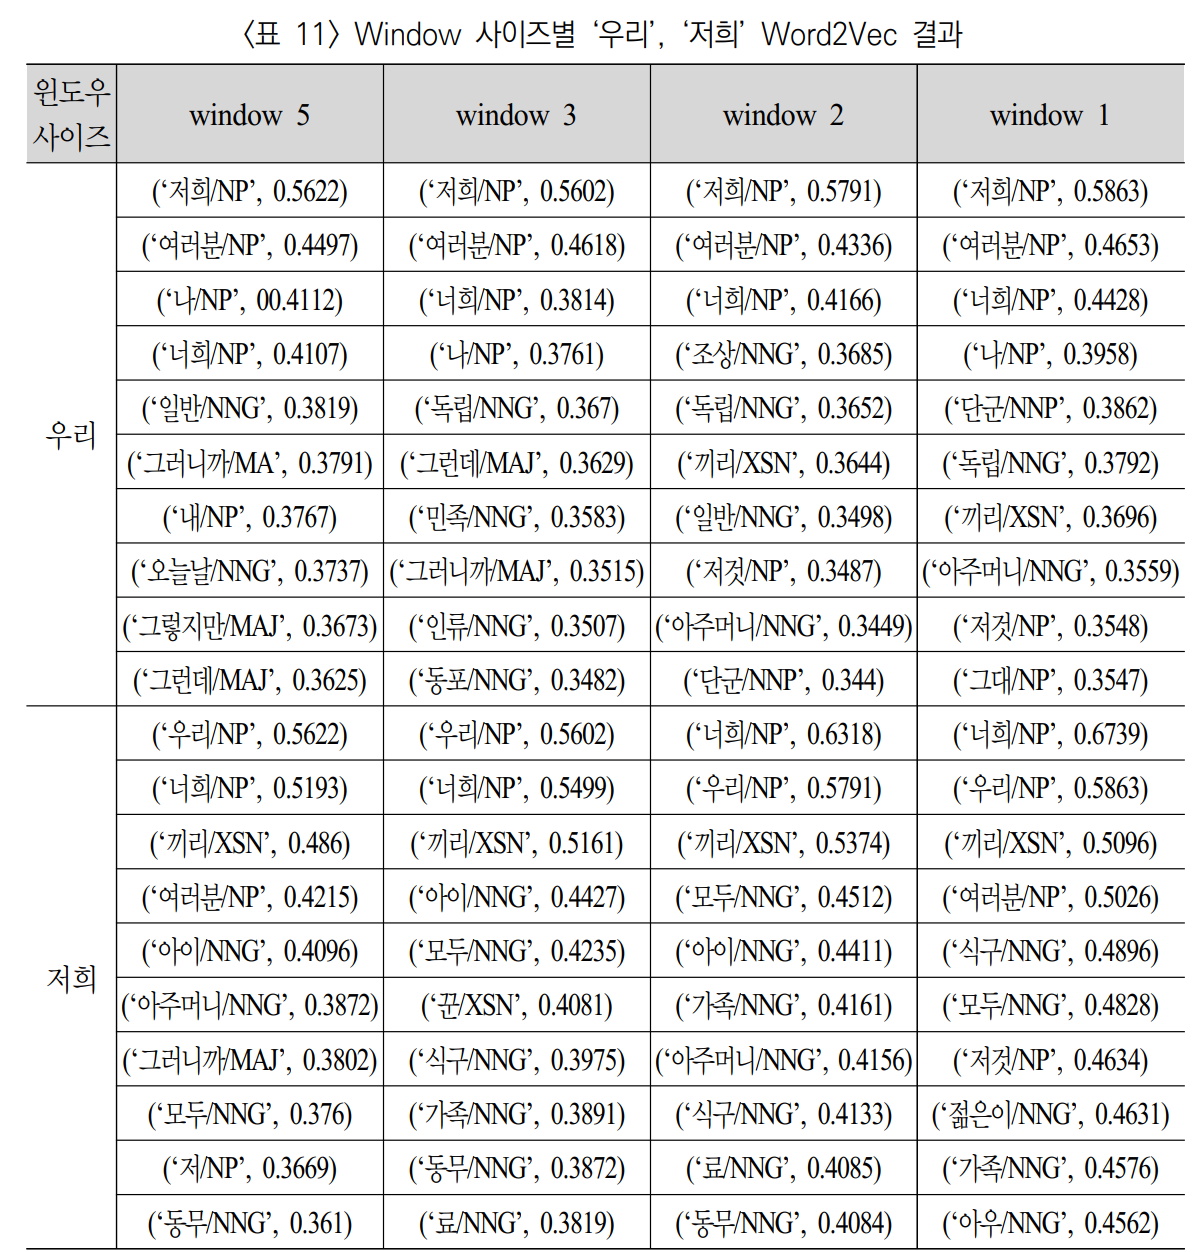 〈표 11〉 Window 사이즈별 ‘우리’, ‘저희’ Word2Vec 결과
윈도우 사이즈 window 5 window 3 window 2 window 1
우리
(‘저희/NP’, 0.5622) (‘저희/NP’, 0.5602) (‘저희/NP’, 0.5791) (‘저희/NP’, 0.5863)
(‘여러분/NP’, 0.4497) (‘여러분/NP’, 0.4618) (‘여러분/NP’, 0.4336) (‘여러분/NP’, 0.4653)
(‘나/NP’, 00.4112) (‘너희/NP’, 0.3814) (‘너희/NP’, 0.4166) (‘너희/NP’, 0.4428)
(‘너희/NP’, 0.4107) (‘나/NP’, 0.3761) (‘조상/NNG’, 0.3685) (‘나/NP’, 0.3958)
(‘일반/NNG’, 0.3819) (‘독립/NNG’, 0.367) (‘독립/NNG’, 0.3652) (‘단군/NNP’, 0.3862)
(‘그러니까/MA’, 0.3791) (‘그런데/MAJ’, 0.3629) (‘끼리/XSN’, 0.3644) (‘독립/NNG’, 0.3792)
(‘내/NP’, 0.3767) (‘민족/NNG’, 0.3583) (‘일반/NNG’, 0.3498) (‘끼리/XSN’, 0.3696)
(‘오늘날/NNG’, 0.3737) (‘그러니까/MAJ’, 0.3515) (‘저것/NP’, 0.3487) (‘아주머니/NNG’, 0.3559)
(‘그렇지만/MAJ’, 0.3673) (‘인류/NNG’, 0.3507) (‘아주머니/NNG’, 0.3449) (‘저것/NP’, 0.3548)
(‘그런데/MAJ’, 0.3625) (‘동포/NNG’, 0.3482) (‘단군/NNP’, 0.344) (‘그대/NP’, 0.3547)
저희
(‘우리/NP’, 0.5622) (‘우리/NP’, 0.5602) (‘너희/NP’, 0.6318) (‘너희/NP’, 0.6739)
(‘너희/NP’, 0.5193) (‘너희/NP’, 0.5499) (‘우리/NP’, 0.5791) (‘우리/NP’, 0.5863)
(‘끼리/XSN’, 0.486) (‘끼리/XSN’, 0.5161) (‘끼리/XSN’, 0.5374) (‘끼리/XSN’, 0.5096)
(‘여러분/NP’, 0.4215) (‘아이/NNG’, 0.4427) (‘모두/NNG’, 0.4512) (‘여러분/NP’, 0.5026)
(‘아이/NNG’, 0.4096) (‘모두/NNG’, 0.4235) (‘아이/NNG’, 0.4411) (‘식구/NNG’, 0.4896)
(‘아주머니/NNG’, 0.3872) (‘꾼/XSN’, 0.4081) (‘가족/NNG’, 0.4161) (‘모두/NNG’, 0.4828)
(‘그러니까/MAJ’, 0.3802) (‘식구/NNG’, 0.3975) (‘아주머니/NNG’, 0.4156) (‘저것/NP’, 0.4634)
(‘모두/NNG’, 0.376) (‘가족/NNG’, 0.3891) (‘식구/NNG’, 0.4133) (‘젊은이/NNG’, 0.4631)
(‘저/NP’, 0.3669) (‘동무/NNG’, 0.3872) (‘료/NNG’, 0.4085) (‘가족/NNG’, 0.4576)
(‘동무/NNG’, 0.361) (‘료/NNG’, 0.3819) (‘동무/NNG’, 0.4084) (‘아우/NNG’, 0.4562)